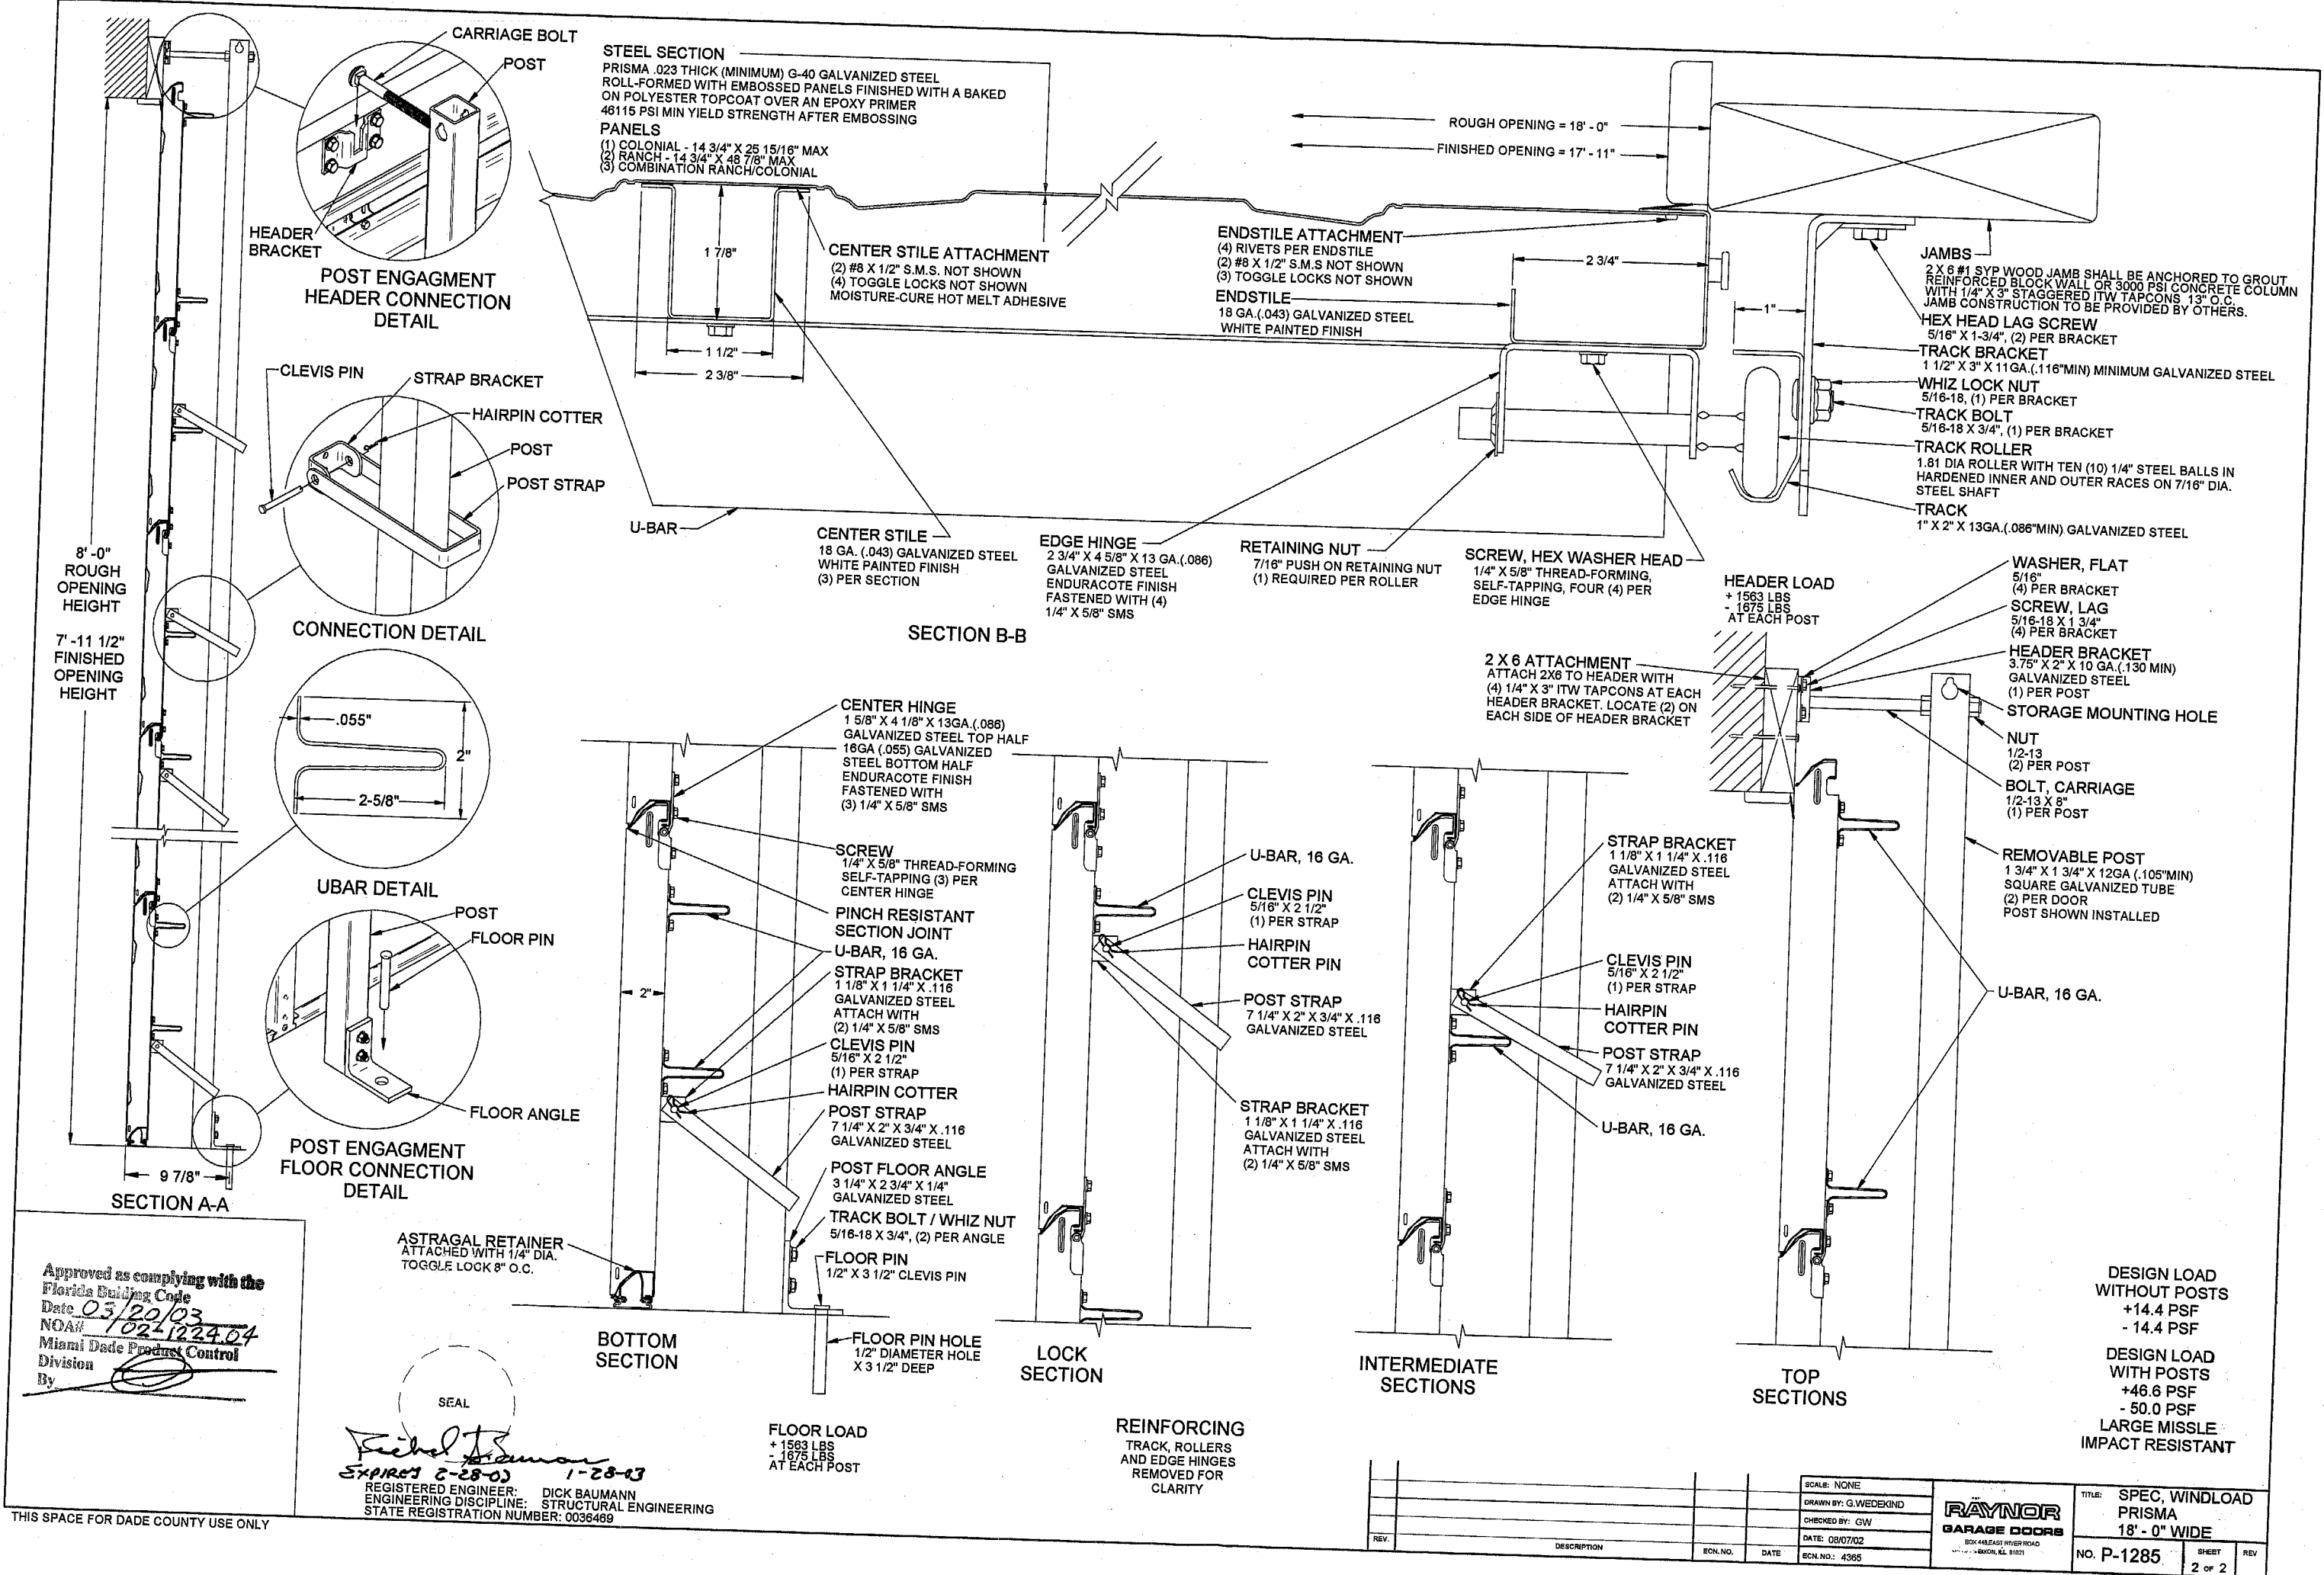 CARRIAGE BOLT
POST
HEADER
BRACKET
POST ENGAGMENT
HEADER CONNECTION
DETAIL
STEEL SECTION
PRISMA .023 THICK (MINIMUM) G-40 GALVANIZED STEEL
ROLL-FORMED WITH EMBOSSED PANELS FINISHED WITH A BAKED
ON POLYESTER TOPCOAT OVER AN EPOXY PRIMER
46115 PSI MIN YIELD STRENGTH AFTER EMBOSSING
PANELS
(1) COLONIAL - 14 3/4" X 25 15/16" MAX
(2) RANCH - 14 3/4" X 48 7/8" MAX
(3) COMBINATION RANCH/COLONIAL
1 7/8"
1 1/2"
2 3/8"
CENTER STILE ATTACHMENT
(2) #8 X 1/2" S.M.S. NOT SHOWN
(4) TOGGLE LOCKS NOT SHOWN
MOISTURE-CURE HOT MELT ADHESIVE
ROUGH OPENING = 18' - 0"
FINISHED OPENING = 17' - 11"
ENDSTILE ATTACHMENT
(4) RIVETS PER ENDSTILE
(2) #8 X 1/2" S.M.S NOT SHOWN
(3) TOGGLE LOCKS NOT SHOWN
ENDSTILE
18 GA.(.043) GALVANIZED STEEL
WHITE PAINTED FINISH
2 3/4"
1"
JAMBS
2 X 6 #1 SYP WOOD JAMB SHALL BE ANCHORED TO GROUT
REINFORCED BLOCK WALL OR 3000 PSI CONCRETE COLUMN
WITH 1/4" X 3" STAGGERED ITW TAPCONS 13" O.C.
JAMB CONSTRUCTION TO BE PROVIDED BY OTHERS.
HEX HEAD LAG SCREW
5/16" X 1-3/4", (2) PER BRACKET
TRACK BRACKET
1 1/2" X 3" X 11GA.(.116"MIN) MINIMUM GALVANIZED STEEL
WHIZ LOCK NUT
5/16-18, (1) PER BRACKET
TRACK BOLT
5/16-18 X 3/4", (1) PER BRACKET
TRACK ROLLER
1.81 DIA ROLLER WITH TEN (10) 1/4" STEEL BALLS IN
HARDENED INNER AND OUTER RACES ON 7/16" DIA.
STEEL SHAFT
TRACK
1" X 2" X 13GA.(.086"MIN) GALVANIZED STEEL
CLEVIS PIN
STRAP BRACKET
HAIRPIN COTTER
POST
POST STRAP
CONNECTION DETAIL
U-BAR
CENTER STILE
18 GA. (.043) GALVANIZED STEEL
WHITE PAINTED FINISH
(3) PER SECTION
EDGE HINGE
2 3/4" X 4 5/8" X 13 GA.(.086)
GALVANIZED STEEL
ENDURACOTE FINISH
FASTENED WITH (4)
1/4" X 5/8" SMS
RETAINING NUT
7/16" PUSH ON RETAINING NUT
(1) REQUIRED PER ROLLER
SCREW, HEX WASHER HEAD
1/4" X 5/8" THREAD-FORMING,
SELF-TAPPING, FOUR (4) PER
EDGE HINGE
SECTION B-B
8' -0"
ROUGH
OPENING
HEIGHT
7' -11 1/2"
FINISHED
OPENING
HEIGHT
.055"
2"
2-5/8"
UBAR DETAIL
POST
FLOOR PIN
FLOOR ANGLE
POST ENGAGMENT
FLOOR CONNECTION
DETAIL
9 7/8"
SECTION A-A
HEADER LOAD
+ 1563 LBS
- 1675 LBS
AT EACH POST
2 X 6 ATTACHMENT
ATTACH 2X6 TO HEADER WITH
(4) 1/4" X 3" ITW TAPCONS AT EACH
HEADER BRACKET. LOCATE (2) ON
EACH SIDE OF HEADER BRACKET
WASHER, FLAT
5/16"
(4) PER BRACKET
SCREW, LAG
5/16-18 X 1 3/4"
(4) PER BRACKET
HEADER BRACKET
3.75" X 2" X 10 GA.(.130 MIN)
GALVANIZED STEEL
(1) PER POST
STORAGE MOUNTING HOLE
NUT
1/2-13
(2) PER POST
BOLT, CARRIAGE
1/2-13 X 8"
(1) PER POST
REMOVABLE POST
1 3/4" X 1 3/4" X 12GA (.105"MIN)
SQUARE GALVANIZED TUBE
(2) PER DOOR
POST SHOWN INSTALLED
U-BAR, 16 GA.
CENTER HINGE
1 5/8" X 4 1/8" X 13GA.(.086)
GALVANIZED STEEL TOP HALF
16GA (.055) GALVANIZED
STEEL BOTTOM HALF
ENDURACOTE FINISH
FASTENED WITH
(3) 1/4" X 5/8" SMS
SCREW
1/4" X 5/8" THREAD-FORMING
SELF-TAPPING (3) PER
CENTER HINGE
PINCH RESISTANT
SECTION JOINT
U-BAR, 16 GA.
STRAP BRACKET
1 1/8" X 1 1/4" X .116
GALVANIZED STEEL
ATTACH WITH
(2) 1/4" X 5/8" SMS
CLEVIS PIN
5/16" X 2 1/2"
(1) PER STRAP
HAIRPIN COTTER
POST STRAP
7 1/4" X 2" X 3/4" X .116
GALVANIZED STEEL
POST FLOOR ANGLE
3 1/4" X 2 3/4" X 1/4"
GALVANIZED STEEL
TRACK BOLT / WHIZ NUT
5/16-18 X 3/4", (2) PER ANGLE
FLOOR PIN
1/2" X 3 1/2" CLEVIS PIN
FLOOR PIN HOLE
1/2" DIAMETER HOLE
X 3 1/2" DEEP
2"
ASTRAGAL RETAINER
ATTACHED WITH 1/4" DIA.
TOGGLE LOCK 8" O.C.
BOTTOM
SECTION
U-BAR, 16 GA.
CLEVIS PIN
5/16" X 2 1/2"
(1) PER STRAP
HAIRPIN
COTTER PIN
POST STRAP
7 1/4" X 2" X 3/4" X .116
GALVANIZED STEEL
STRAP BRACKET
1 1/8" X 1 1/4" X .116
GALVANIZED STEEL
ATTACH WITH
(2) 1/4" X 5/8" SMS
LOCK
SECTION
STRAP BRACKET
1 1/8" X 1 1/4" X .116
GALVANIZED STEEL
ATTACH WITH
(2) 1/4" X 5/8" SMS
CLEVIS PIN
5/16" X 2 1/2"
(1) PER STRAP
HAIRPIN
COTTER PIN
POST STRAP
7 1/4" X 2" X 3/4" X .116
GALVANIZED STEEL
U-BAR, 16 GA.
INTERMEDIATE
SECTIONS
TOP
SECTIONS
DESIGN LOAD
WITHOUT POSTS
+14.4 PSF
- 14.4 PSF
DESIGN LOAD
WITH POSTS
+46.6 PSF
- 50.0 PSF
LARGE MISSLE
IMPACT RESISTANT
FLOOR LOAD
+ 1563 LBS
- 1675 LBS
AT EACH POST
REINFORCING
TRACK, ROLLERS
AND EDGE HINGES
REMOVED FOR
CLARITY
Approved as complying with the
Florida Building Code
Date 03/20/03
NOA# 02-1224.04
Miami Dade Product Control
Division
By
THIS SPACE FOR DADE COUNTY USE ONLY
SEAL
EXPIRES 2-28-03 1-28-03
REGISTERED ENGINEER: DICK BAUMANN
ENGINEERING DISCIPLINE: STRUCTURAL ENGINEERING
STATE REGISTRATION NUMBER: 0036469
REV. DESCRIPTION ECN. NO. DATE
SCALE: NONE
DRAWN BY: G.WEDEKIND
CHECKED BY: GW
DATE: 08/07/02
ECN. NO.: 4365
RAYNOR
GARAGE DOORS
BOX 448,EAST RIVER ROAD
DIXON, ILL 61021
TITLE: SPEC, WINDLOAD
PRISMA
18' - 0" WIDE
NO. P-1285
SHEET
2 OF 2
REV